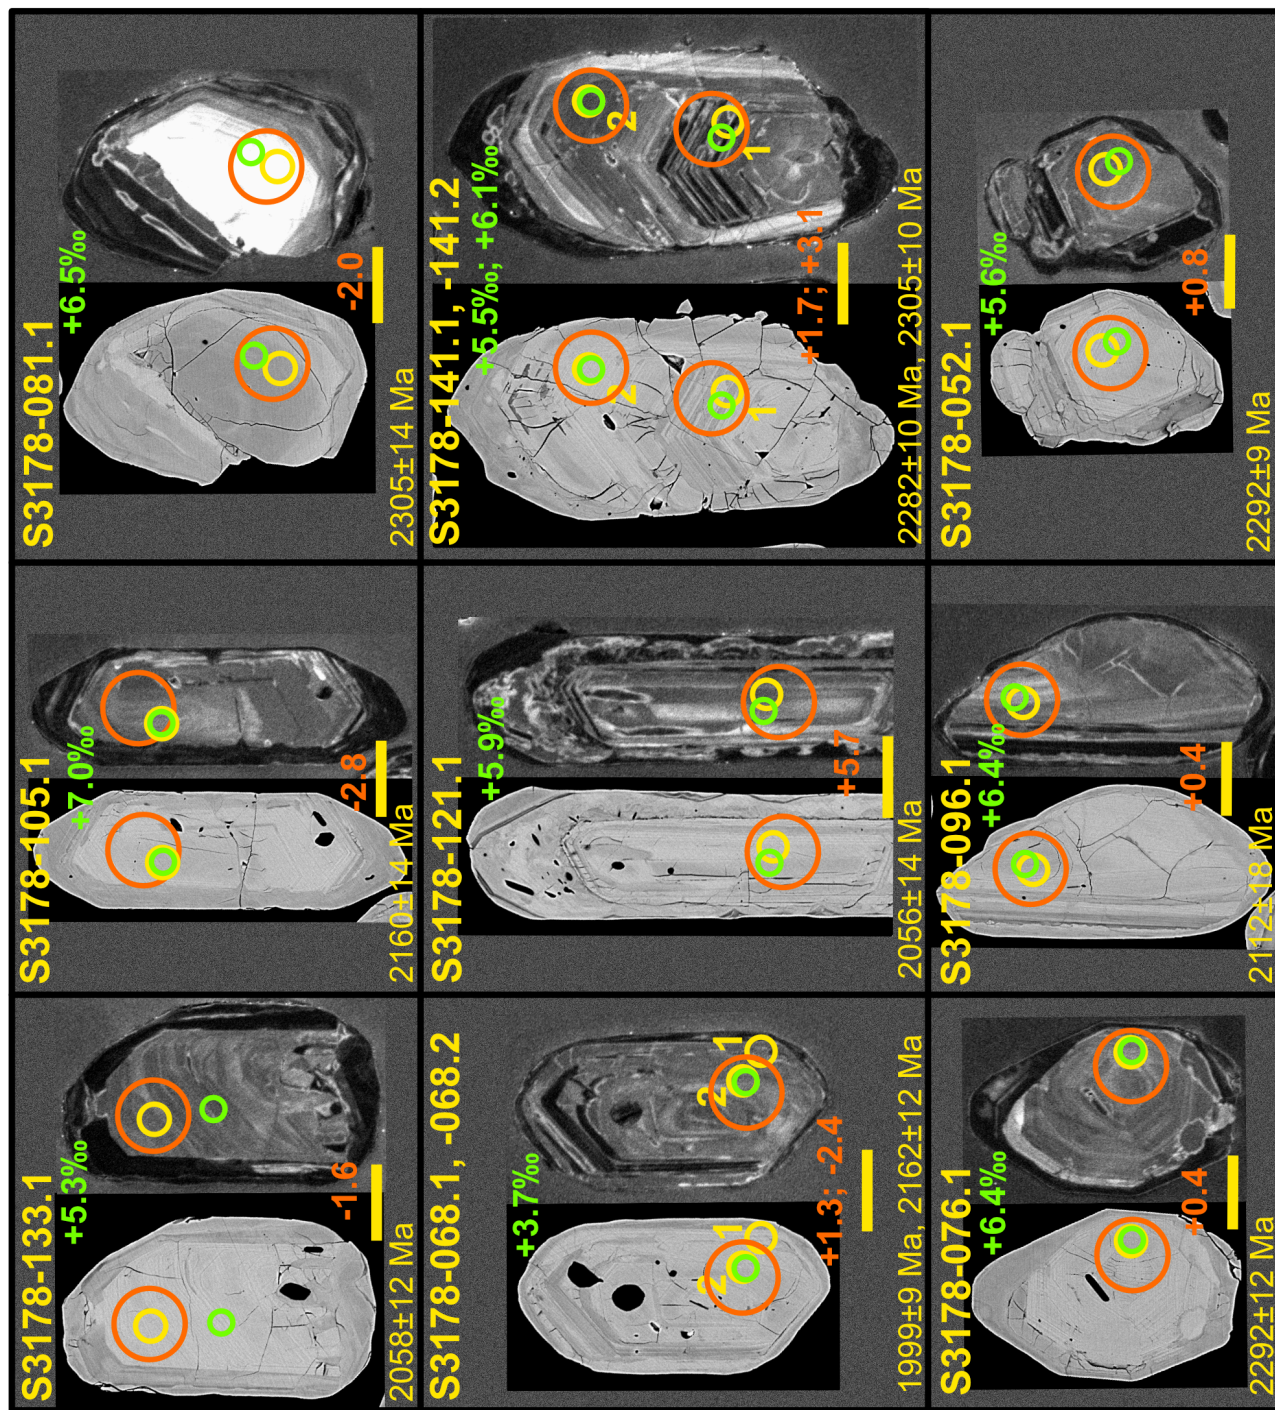 S3178-133.1
+5.3‰
-1.6
2058±12 Ma
S3178-105.1
+7.0‰
-2.8
2160±14 Ma
S3178-081.1
+6.5‰
-2.0
2305±14 Ma
S3178-068.1, -068.2
+3.7‰
2
1
2
1
+1.3; -2.4
1999±9 Ma, 2162±12 Ma
S3178-121.1
+5.9‰
+5.7
2056±14 Ma
S3178-141.1, -141.2
+5.5‰; +6.1‰
2
2
1
1
+1.7; +3.1
2282±10 Ma, 2305±10 Ma
S3178-076.1
+6.4‰
+0.4
2292±12 Ma
S3178-096.1
+6.4‰
+0.4
2112±18 Ma
S3178-052.1
+5.6‰
+0.8
2292±9 Ma